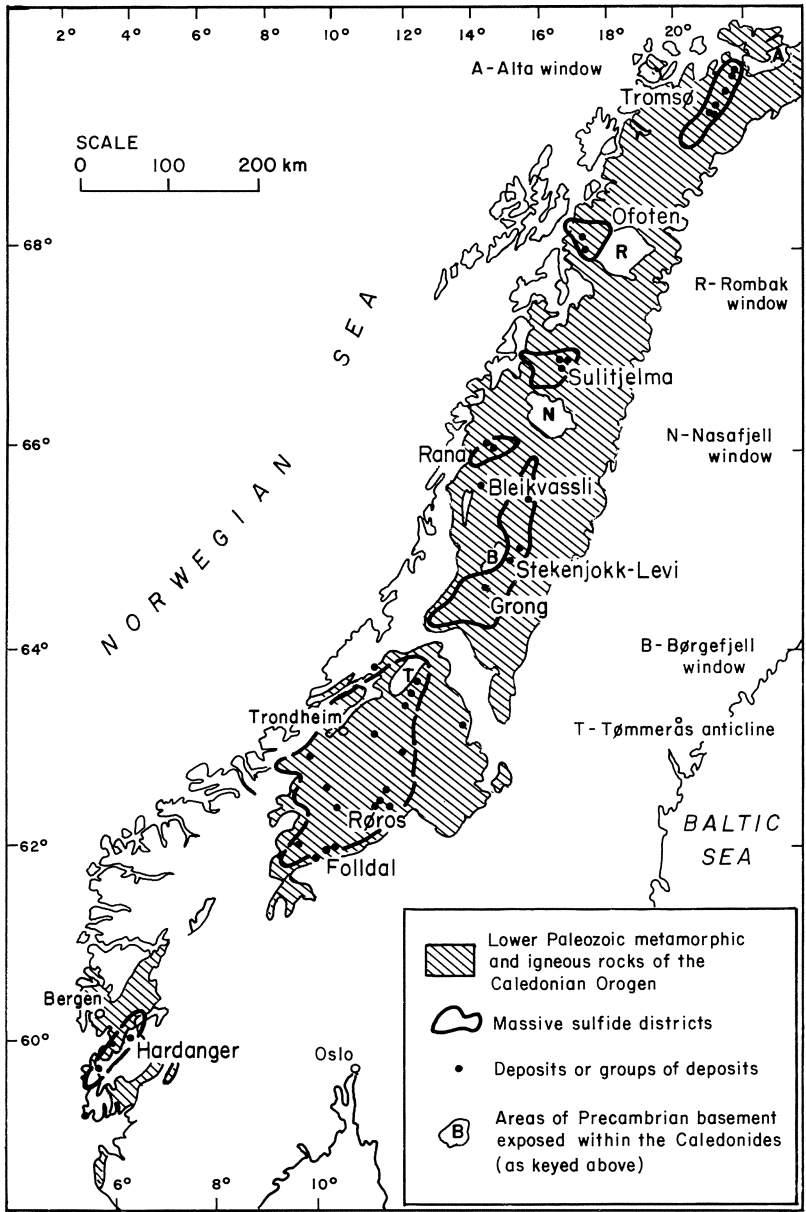 2° 4° 6° 8° 10° 12° 14° 16° 18° 20°
A-Alta window
A
Tromsø
SCALE
0 100 200 km
Ofoten
68°
R
R-Rombak
window
NORWEGIAN SEA
Sulitjelma
N
66°
Rana
N-Nasafjell
window
Bleikvassli
B
Stekenjokk-Levi
Grong
64°
B-Børgefjell
window
T
Trondheim
T-Tømmerås anticline
Røros
BALTIC
SEA
62°
Folldal
Lower Paleozoic metamorphic
and igneous rocks of the
Caledonian Orogen
Bergen
Massive sulfide districts
60°
Hardanger
Oslo
Deposits or groups of deposits
B
Areas of Precambrian basement
exposed within the Caledonides
(as keyed above)
6° 8° 10°